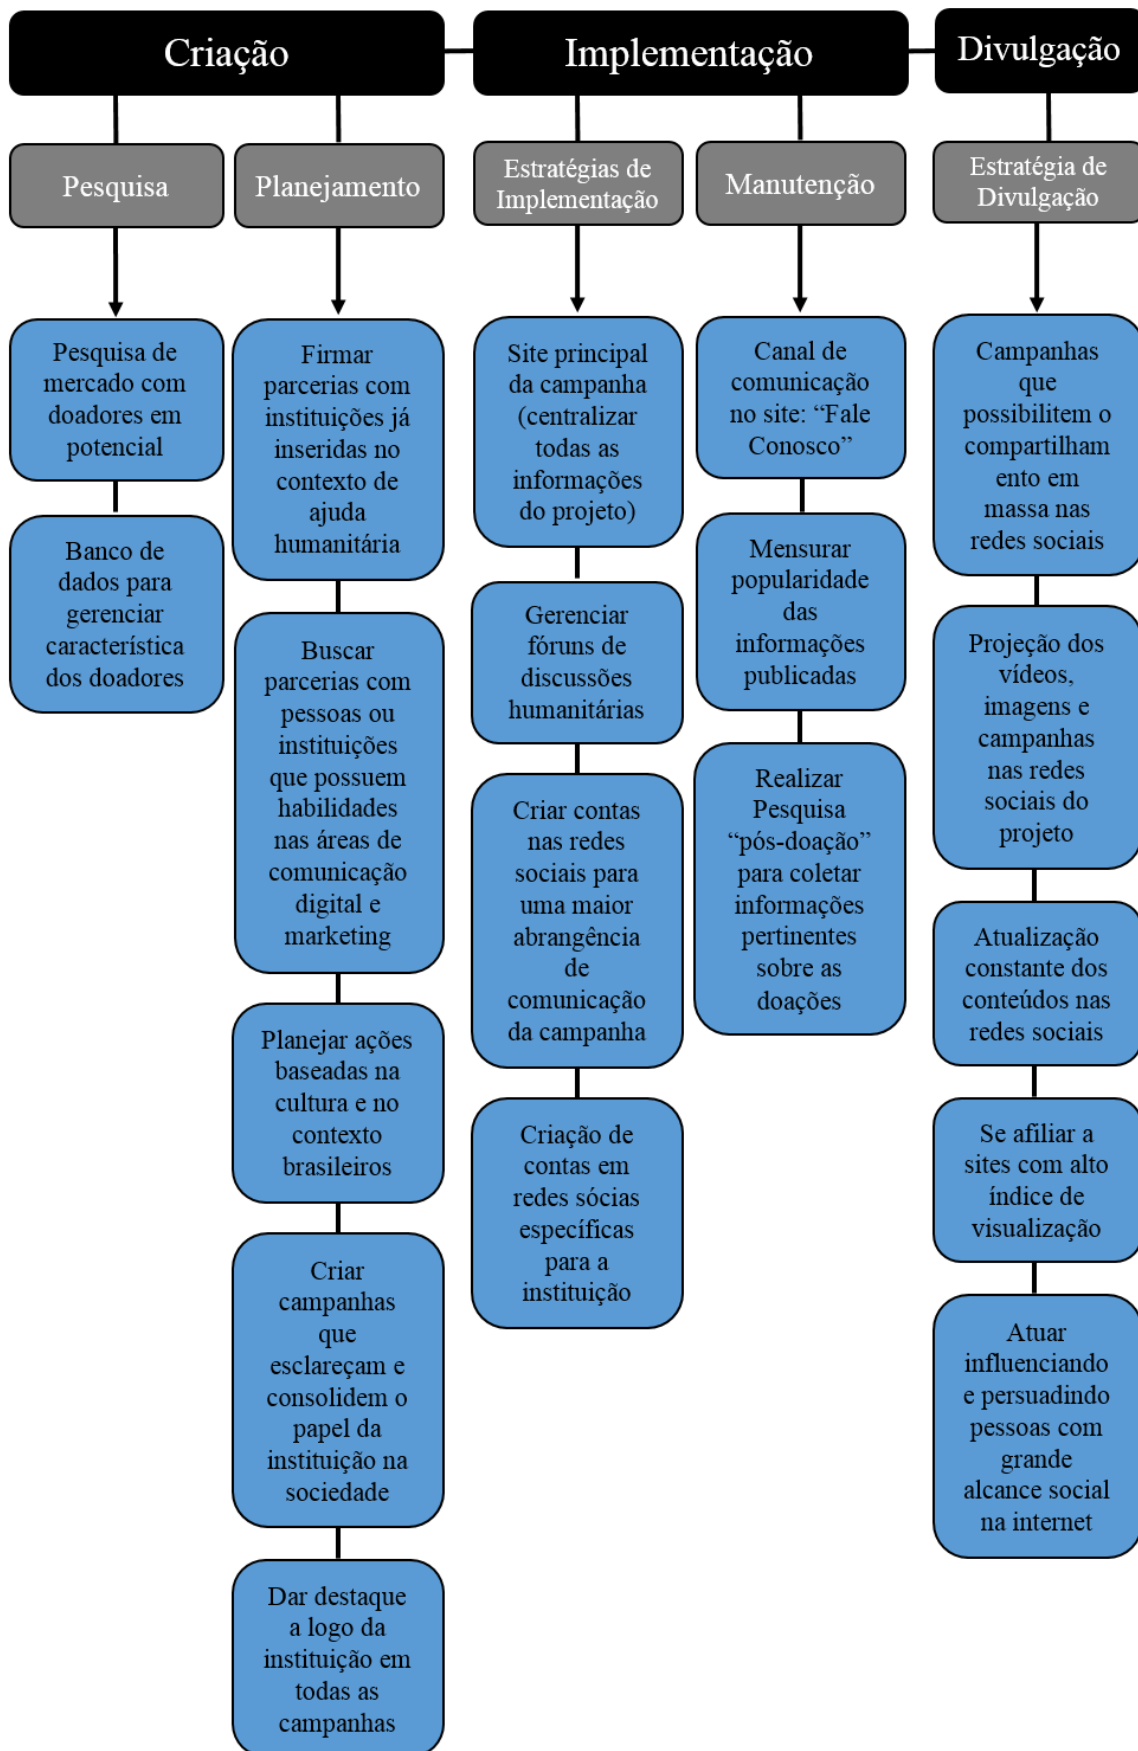 Criação
Implementação
Divulgação
Pesquisa
Planejamento
Estratégias de
Implementação
Manutenção
Estratégia de
Divulgação
Pesquisa de
mercado com
doadores em
potencial
Banco de
dados para
gerenciar
característica
dos doadores
Firmar
parcerias com
instituições já
inseridas no
contexto de
ajuda
humanitária
Buscar
parcerias com
pessoas ou
instituições
que possuem
habilidades
nas áreas de
comunicação
digital e
marketing
Planejar ações
baseadas na
cultura e no
contexto
brasileiros
Criar
campanhas
que
esclareçam e
consolidem o
papel da
instituição na
sociedade
Dar destaque
a logo da
instituição em
todas as
campanhas
Site principal
da campanha
(centralizar
todas as
informações
do projeto)
Gerenciar
fóruns de
discussões
humanitárias
Criar contas
nas redes
sociais para
uma maior
abrangência
de
comunicação
da campanha
Criação de
contas em
redes sócias
específicas
para a
instituição
Canal de
comunicação
no site: “Fale
Conosco”
Mensurar
popularidade
das
informações
publicadas
Realizar
Pesquisa
“pós-doação”
para coletar
informações
pertinentes
sobre as
doações
Campanhas
que
possibilitem o
compartilham
ento em
massa nas
redes sociais
Projeção dos
vídeos,
imagens e
campanhas
nas redes
sociais do
projeto
Atualização
constante dos
conteúdos nas
redes sociais
Se afiliar a
sites com alto
índice de
visualização
Atuar
influenciando
e persuadindo
pessoas com
grande
alcance social
na internet